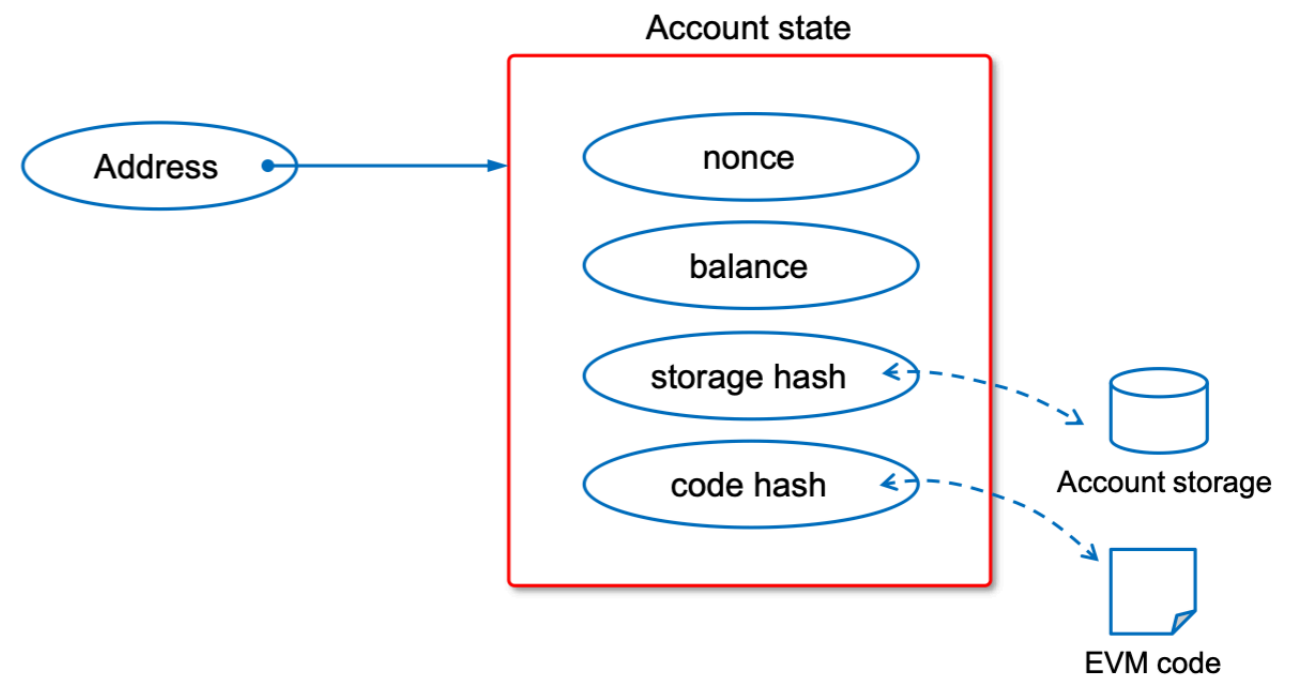 Account state
Address
nonce
balance
storage hash
code hash
Account storage
EVM code